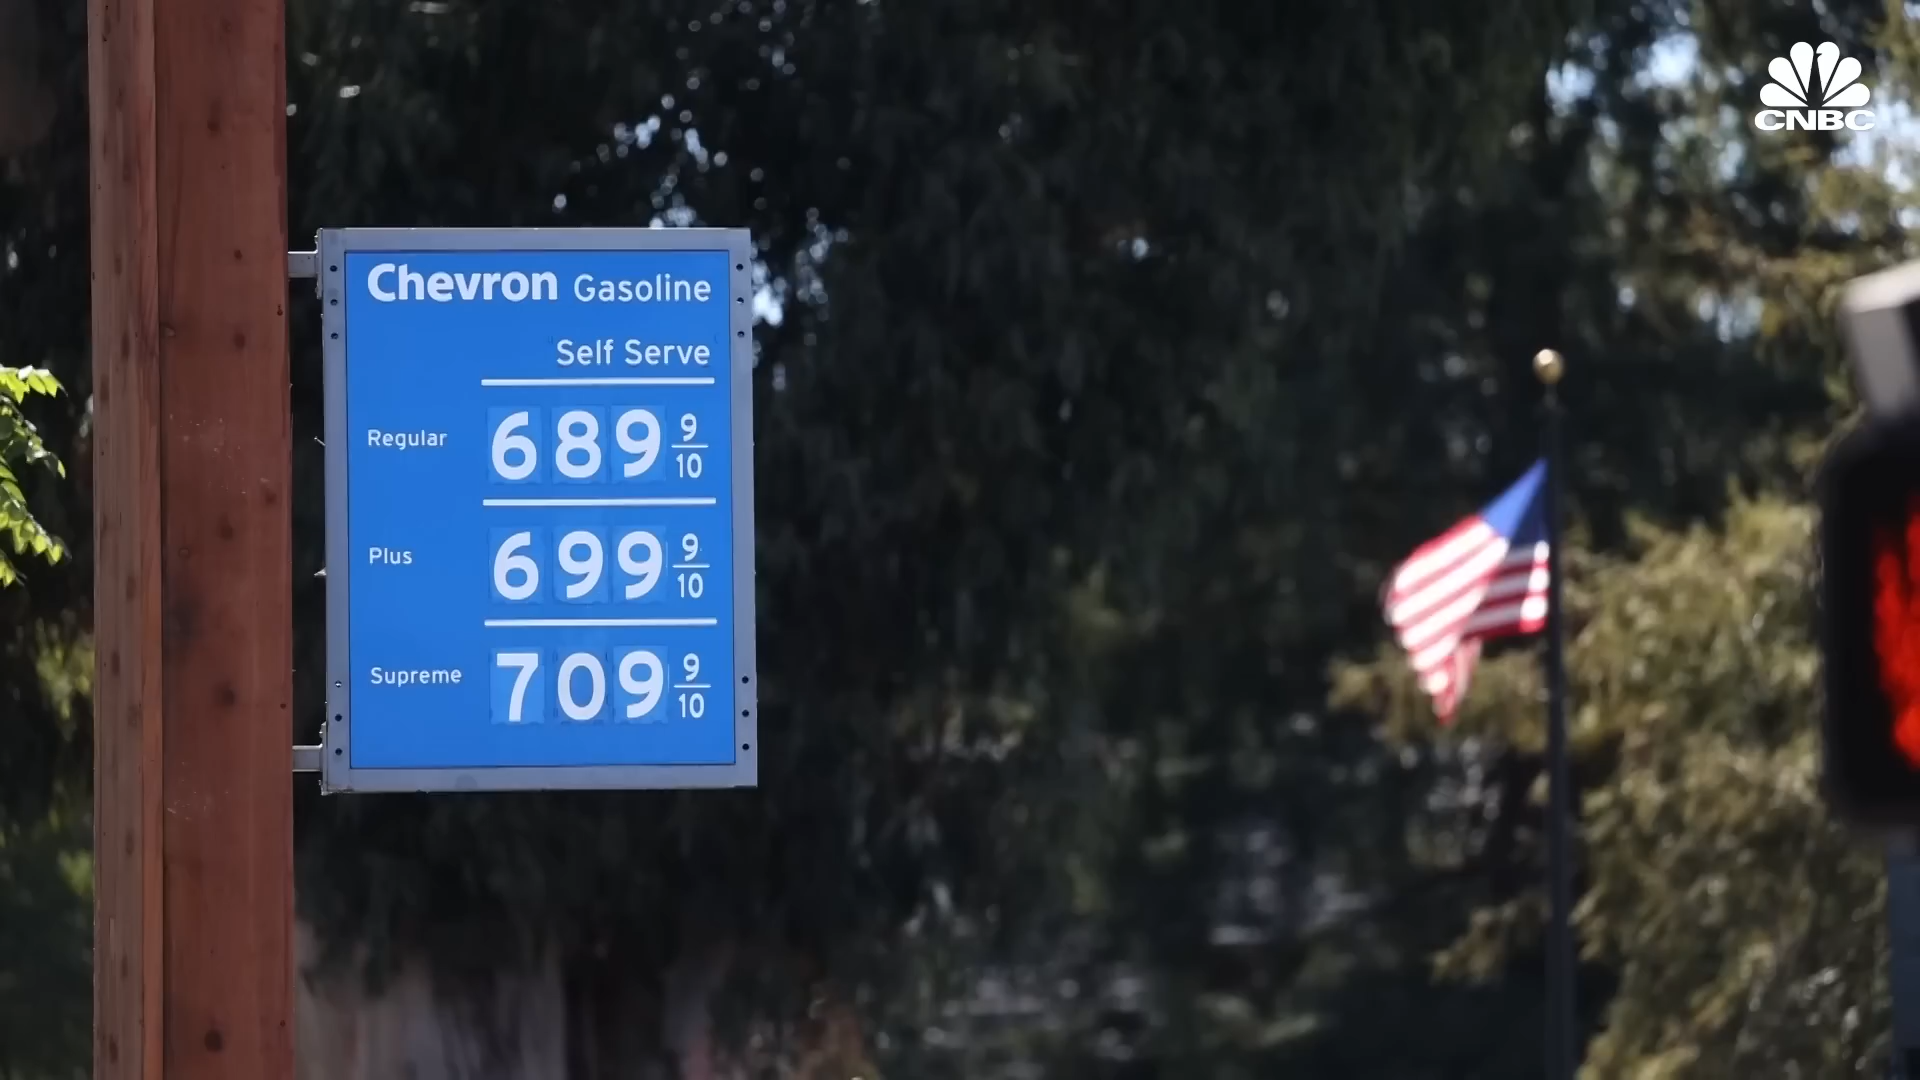 CNBC
Chevron Gasoline
Self Serve
Regular 689 9/10
Plus 699 9/10
Supreme 709 9/10